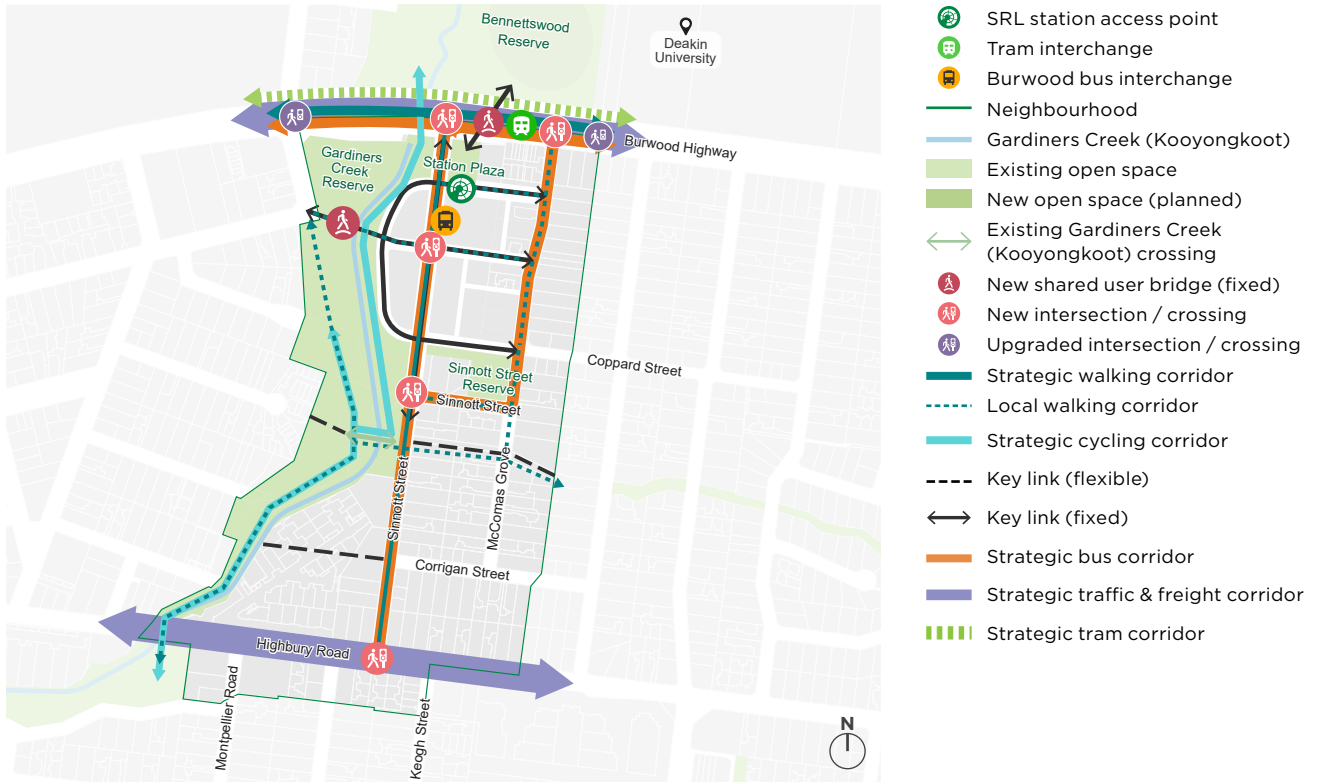 Bennettswood
Reserve
Deakin
University
Burwood Highway
Gardiners
Creek
Reserve
Station Plaza
Coppard Street
Sinnott Street
Reserve
Sinnott Street
Sinnott Street
McComas Grove
Corrigan Street
Highbury Road
Montpellier Road
Keogh Street
N
SRL station access point
Tram interchange
Burwood bus interchange
Neighbourhood
Gardiners Creek (Kooyongkoot)
Existing open space
New open space (planned)
Existing Gardiners Creek
(Kooyongkoot) crossing
New shared user bridge (fixed)
New intersection / crossing
Upgraded intersection / crossing
Strategic walking corridor
Local walking corridor
Strategic cycling corridor
Key link (flexible)
Key link (fixed)
Strategic bus corridor
Strategic traffic & freight corridor
Strategic tram corridor